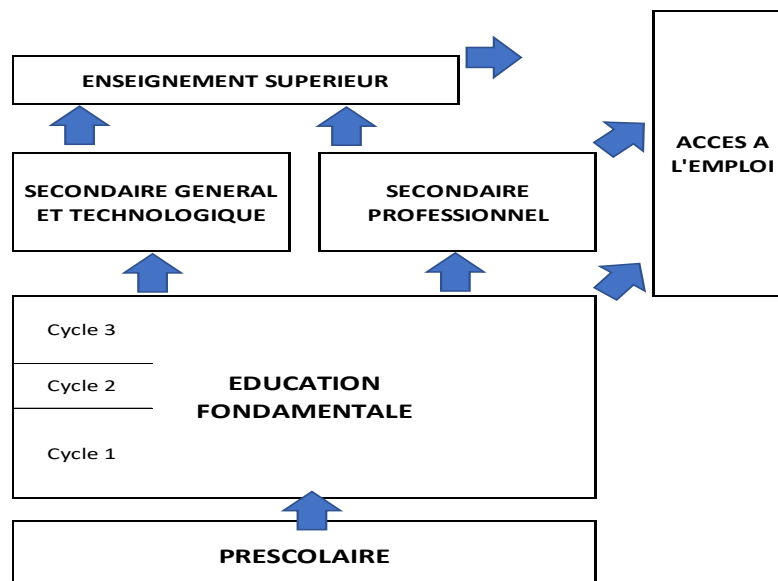 ENSEIGNEMENT SUPERIEUR
ACCES A
L'EMPLOI
SECONDAIRE GENERAL
ET TECHNOLOGIQUE
SECONDAIRE
PROFESSIONNEL
Cycle 3
Cycle 2
Cycle 1
EDUCATION
FONDAMENTALE
PRESCOLAIRE